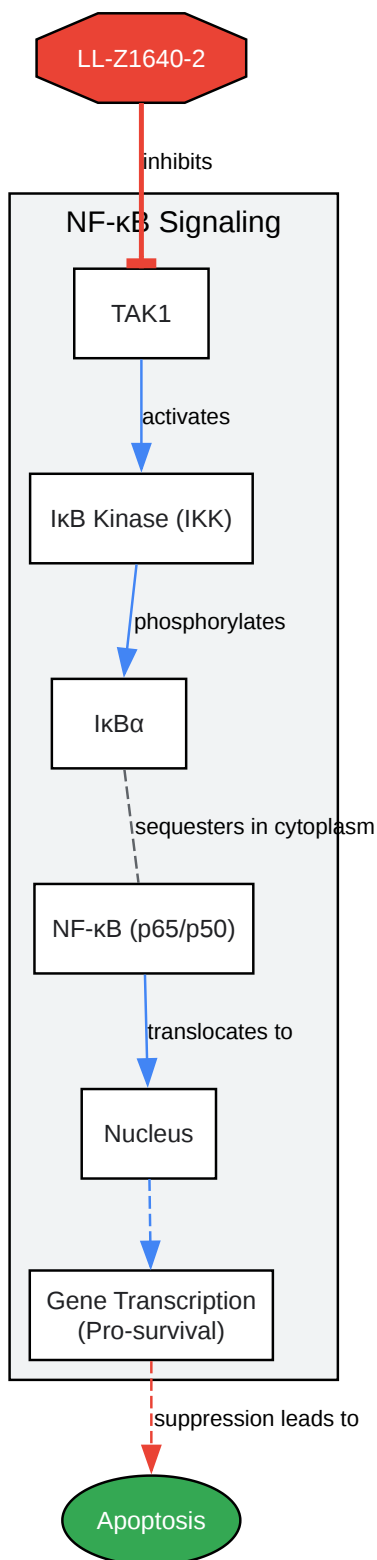 LL-Z1640-2
inhibits
NF-κB Signaling
TAK1
activates
IκB Kinase (IKK)
phosphorylates
IκBα
sequesters in cytoplasm
NF-κB (p65/p50)
translocates to
Nucleus
Gene Transcription
(Pro-survival)
suppression leads to
Apoptosis